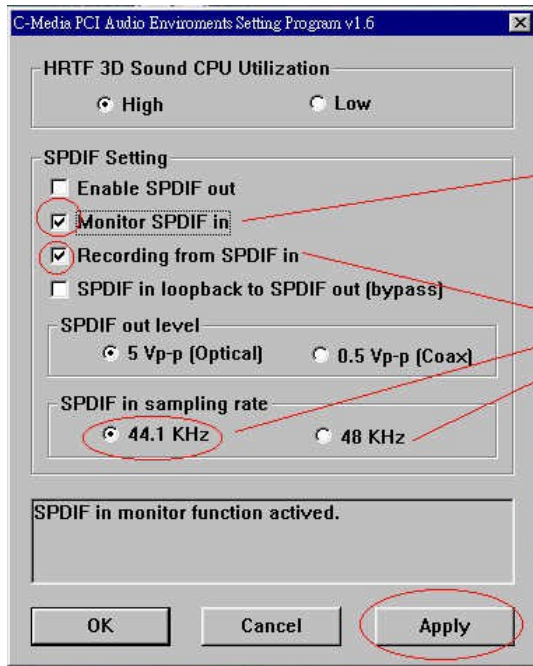 C-Media PCI Audio Enviroments Setting Program v1.6
HRTF 3D Sound CPU Utilization
High Low
SPDIF Setting
Enable SPDIF out
Monitor SPDIF in
Recording from SPDIF in
SPDIF in loopback to SPDIF out (bypass)
SPDIF out level
5 Vp-p (Optical) 0.5 Vp-p (Coax)
SPDIF in sampling rate
44.1 KHz 48 KHz
SPDIF in monitor function actived.
OK Cancel Apply